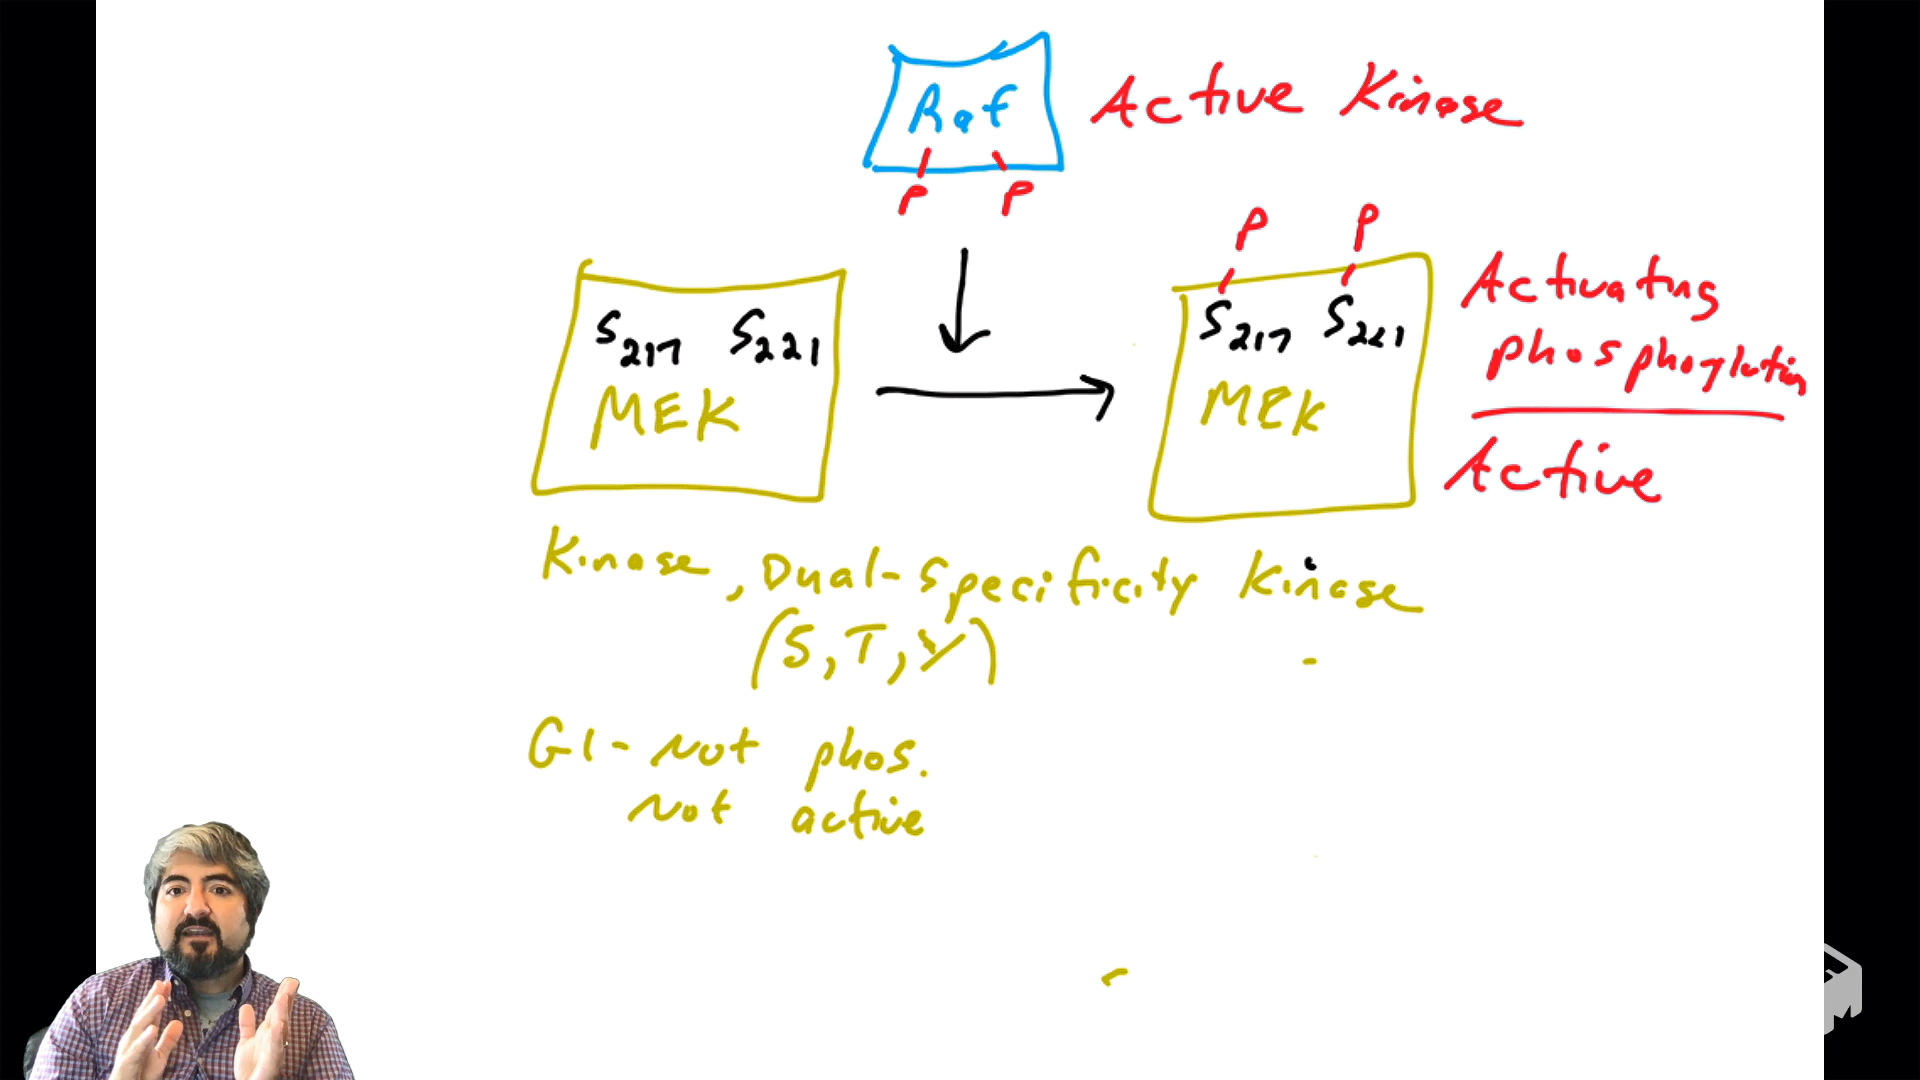 Raf
Active Kinase
P P
P P
S217 S221
MEK
S217 S221
MEK
Activating
phosphorylation
Active
Kinase, Dual-Specificity Kinase
(S, T, Y)
G1- Not phos.
Not active
M